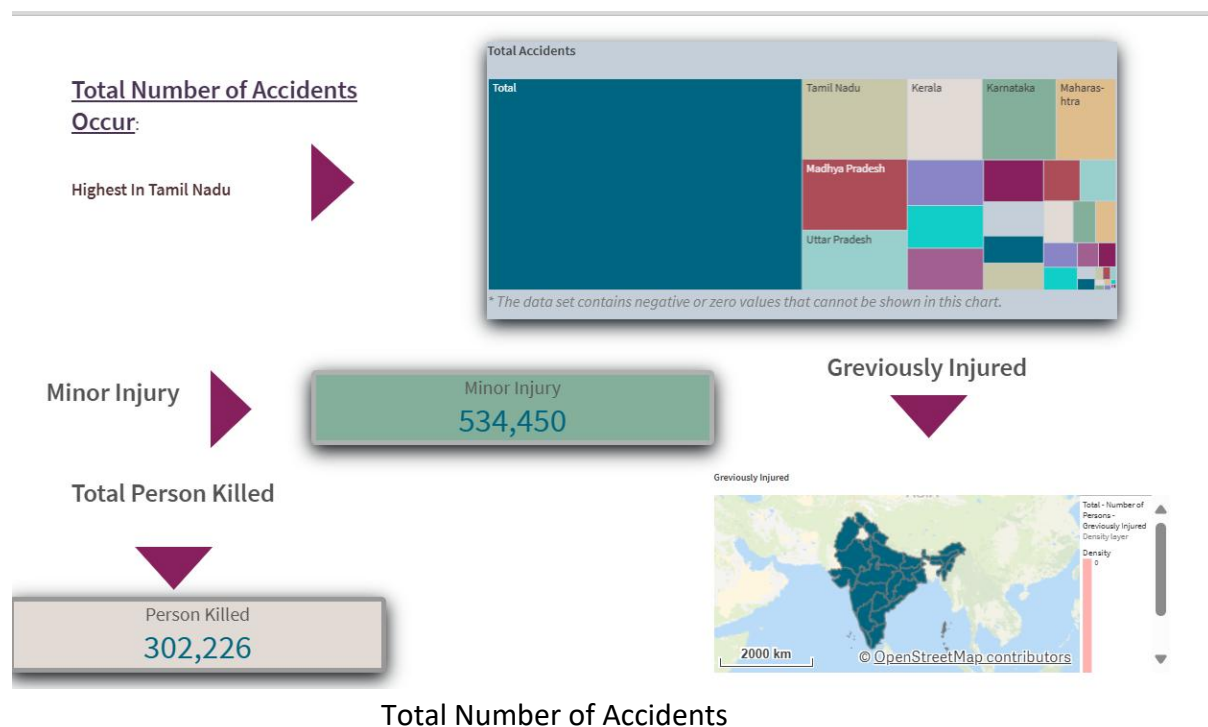 Total Number of Accidents
Occur:
Highest In Tamil Nadu
Total Accidents
Total
Tamil Nadu
Kerala
Karnataka
Maharas-
htra
Madhya Pradesh
Uttar Pradesh
* The data set contains negative or zero values that cannot be shown in this chart.
Minor Injury
Minor Injury
534,450
Greviously Injured
Total Person Killed
Person Killed
302,226
Greviously Injured
Total - Number of
Persons -
Greviously Injured
Density layer
Density
0
2000 km
© OpenStreetMap contributors
Total Number of Accidents